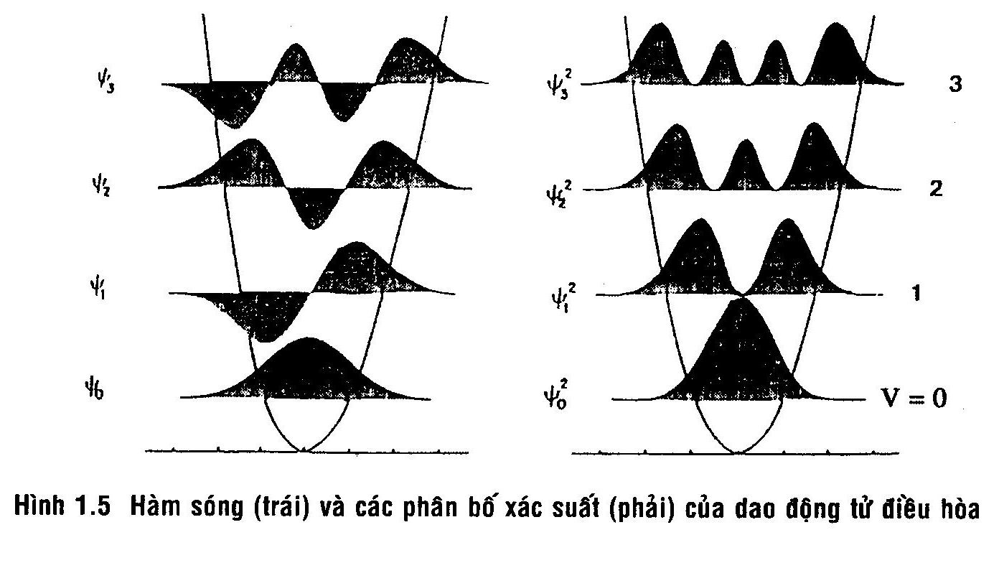 ψ₃ ψ₃² 3
ψ₂ ψ₂² 2
ψ₁ ψ₁² 1
ψ₀ ψ₀² V = 0
Hình 1.5 Hàm sóng (trái) và các phân bố xác suất (phải) của dao động tử điều hòa